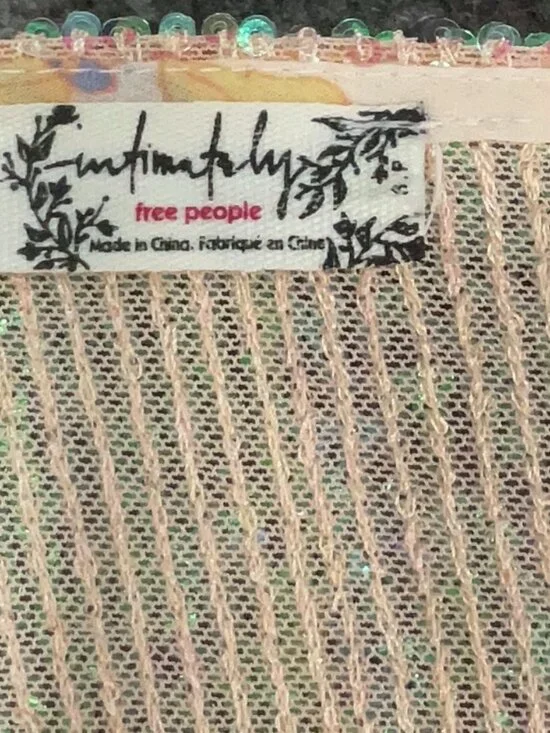 intimately
free people
Made in China. Fabriqué en Chine
S P